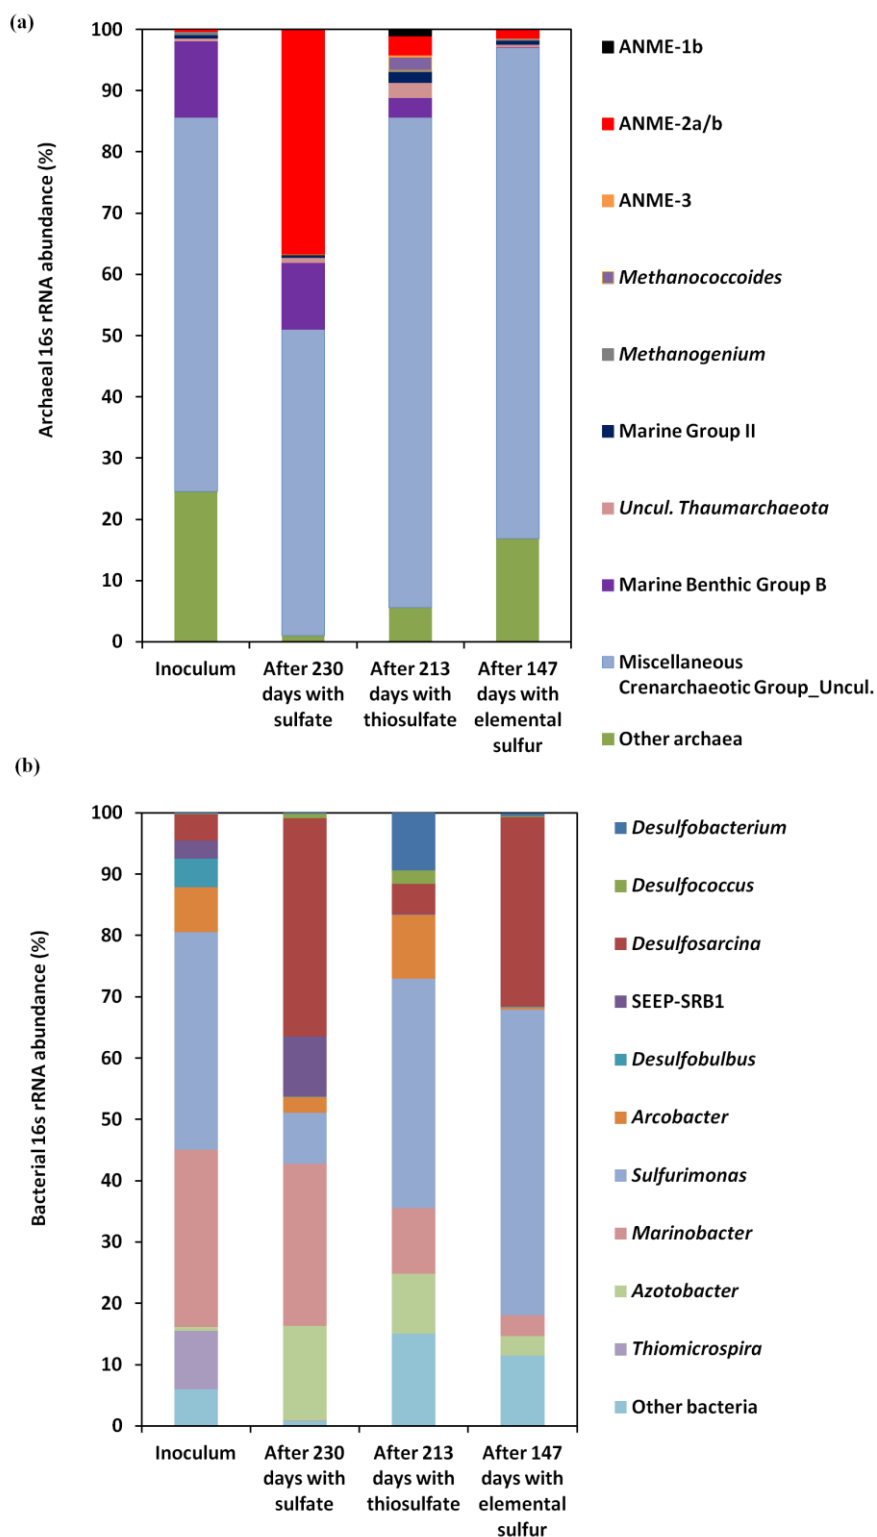 (a)
Archaeal 16s rRNA abundance (%)
100
90
80
70
60
50
40
30
20
10
0
Inoculum
After 230
days with
sulfate
After 213
days with
thiosulfate
After 147
days with
elemental
sulfur
ANME-1b
ANME-2a/b
ANME-3
Methanococcoides
Methanogenium
Marine Group II
Uncul. Thaumarchaeota
Marine Benthic Group B
Miscellaneous
Crenarchaeotic Group_Uncul.
Other archaea
(b)
Bacterial 16s rRNA abundance (%)
100
90
80
70
60
50
40
30
20
10
0
Inoculum
After 230
days with
sulfate
After 213
days with
thiosulfate
After 147
days with
elemental
sulfur
Desulfobacterium
Desulfococcus
Desulfosarcina
SEEP-SRB1
Desulfobulbus
Arcobacter
Sulfurimonas
Marinobacter
Azotobacter
Thiomicrospira
Other bacteria